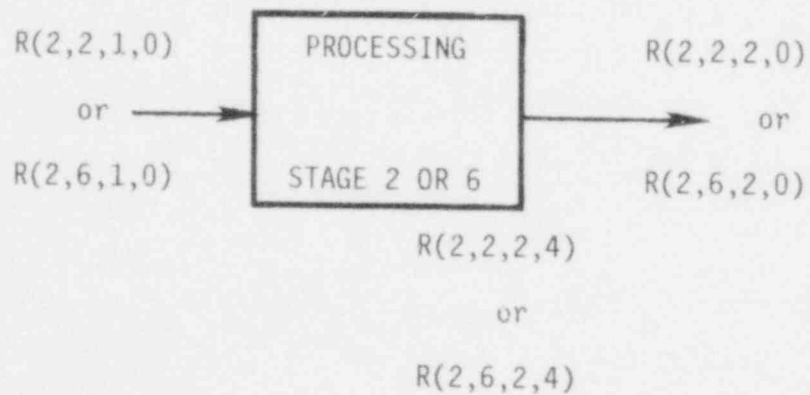 R(2,2,1,0)
or
R(2,6,1,0)
PROCESSING
STAGE 2 OR 6
R(2,2,2,0)
or
R(2,6,2,0)
R(2,2,2,4)
or
R(2,6,2,4)